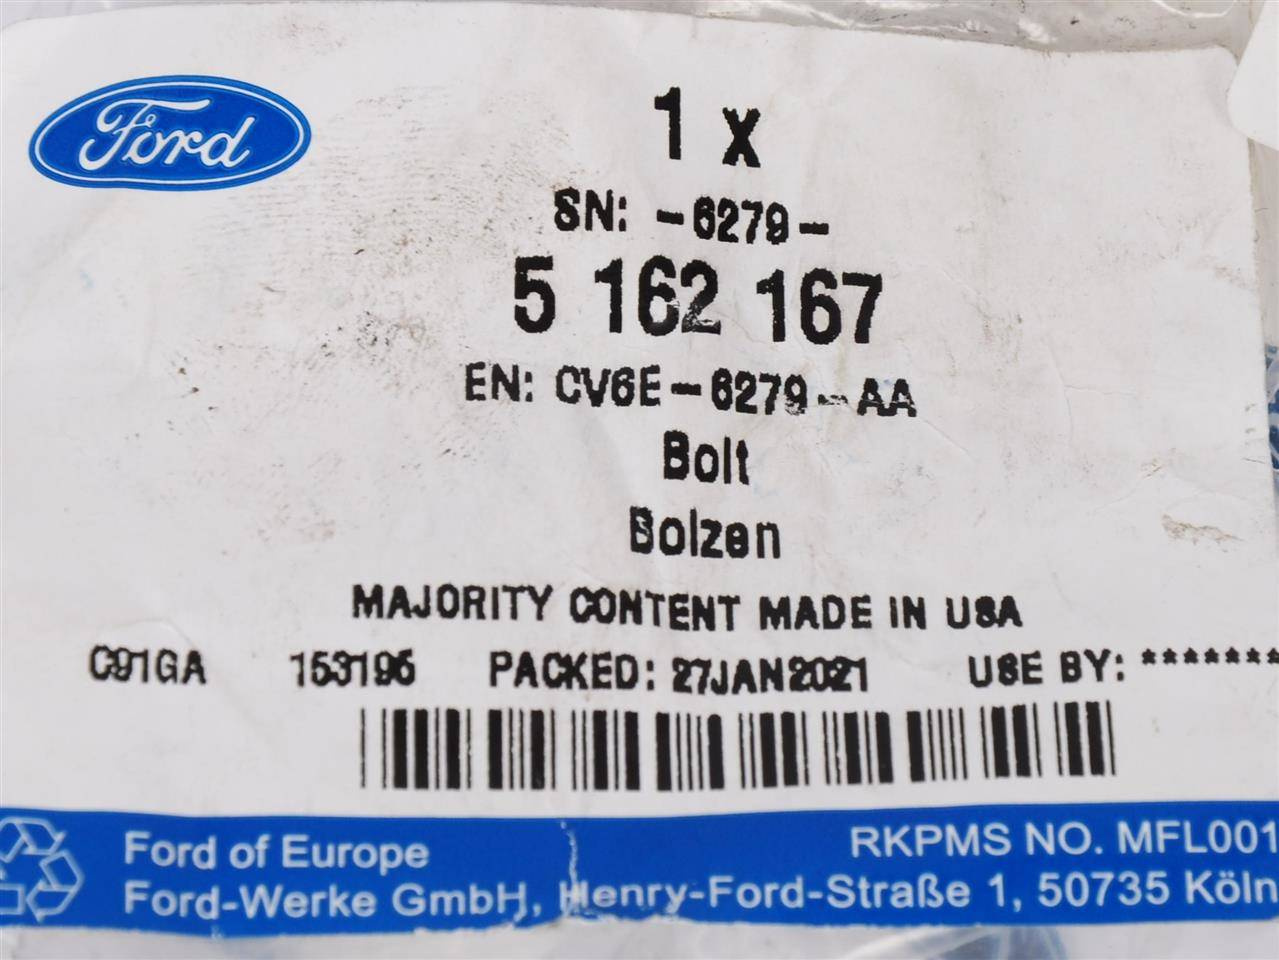 Ford
1 x
SN: -6279-
5 162 167
EN: CV6E-6279-AA
Bolt
Bolzen
MAJORITY CONTENT MADE IN USA
C91GA 153195 PACKED: 27JAN2021 USE BY: *******
Ford of Europe RKPMS NO. MFL001
Ford-Werke GmbH, Henry-Ford-Straße 1, 50735 Köln